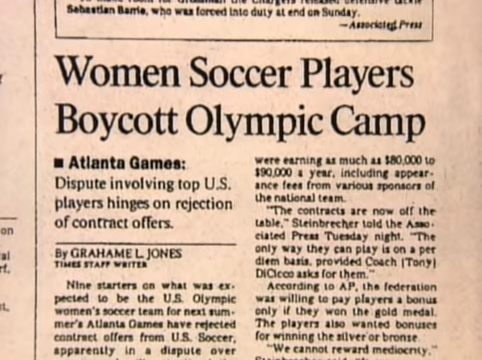 Sebastian Barrie, who was forced into duty at end on Sunday.
—Associated Press
Women Soccer Players
Boycott Olympic Camp
■ Atlanta Games:
Dispute involving top U.S.
players hinges on rejection
of contract offers.
By GRAHAME L. JONES
TIMES STAFF WRITER
Nine starters on what was ex-
pected to be the U.S. Olympic
women's soccer team for next sum-
mer's Atlanta Games have rejected
contract offers from U.S. Soccer,
apparently in a dispute over
were earning as much as $80,000 to
$90,000 a year, including appear-
ance fees from various sponsors of
the national team.
"The contracts are now off the
table," Steinbrecher told the Asso-
ciated Press Tuesday night. "The
only way they can play is on a per
diem basis, provided Coach [Tony]
DiCicco asks for them."
According to AP, the federation
was willing to pay players a bonus
only if they won the gold medal.
The players also wanted bonuses
for winning the silver or bronze.
"We cannot reward mediocrity,"
on